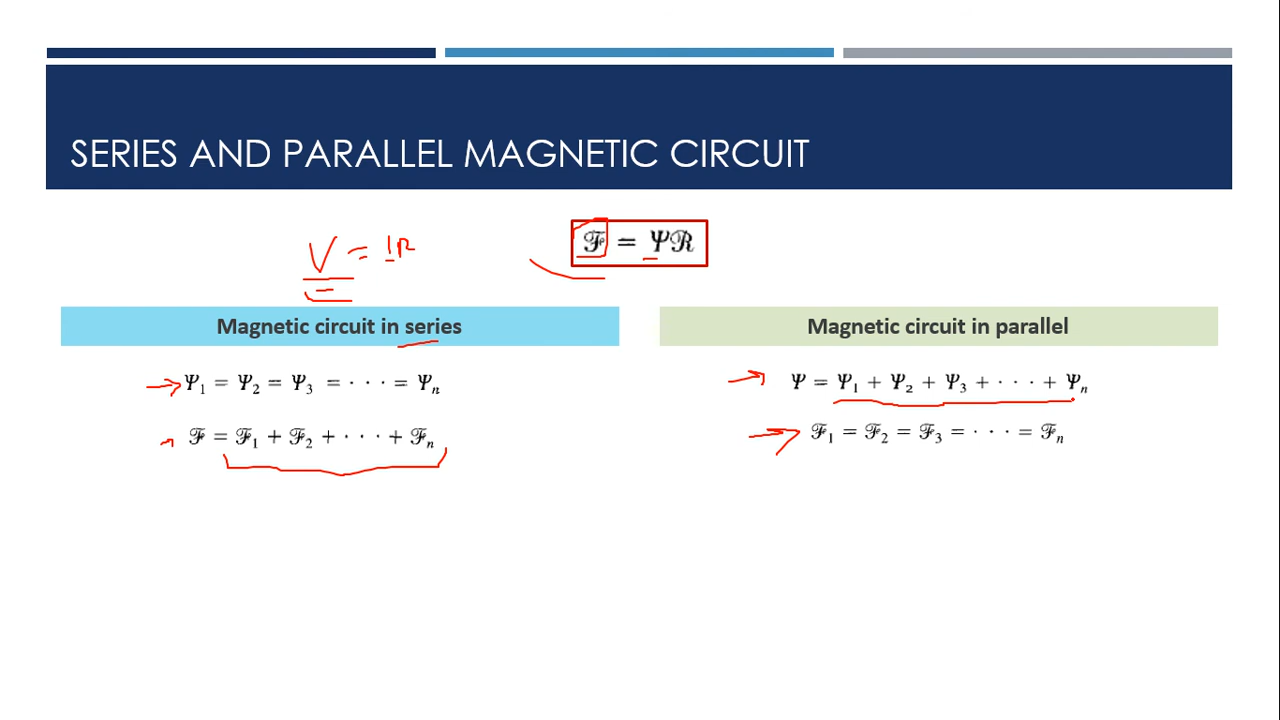 SERIES AND PARALLEL MAGNETIC CIRCUIT
V = IR
ℱ = Ψℛ
Magnetic circuit in series
Ψ₁ = Ψ₂ = Ψ₃ = · · · = Ψₙ
ℱ = ℱ₁ + ℱ₂ + · · · + ℱₙ
Magnetic circuit in parallel
Ψ = Ψ₁ + Ψ₂ + Ψ₃ + · · · + Ψₙ
ℱ₁ = ℱ₂ = ℱ₃ = · · · = ℱₙ